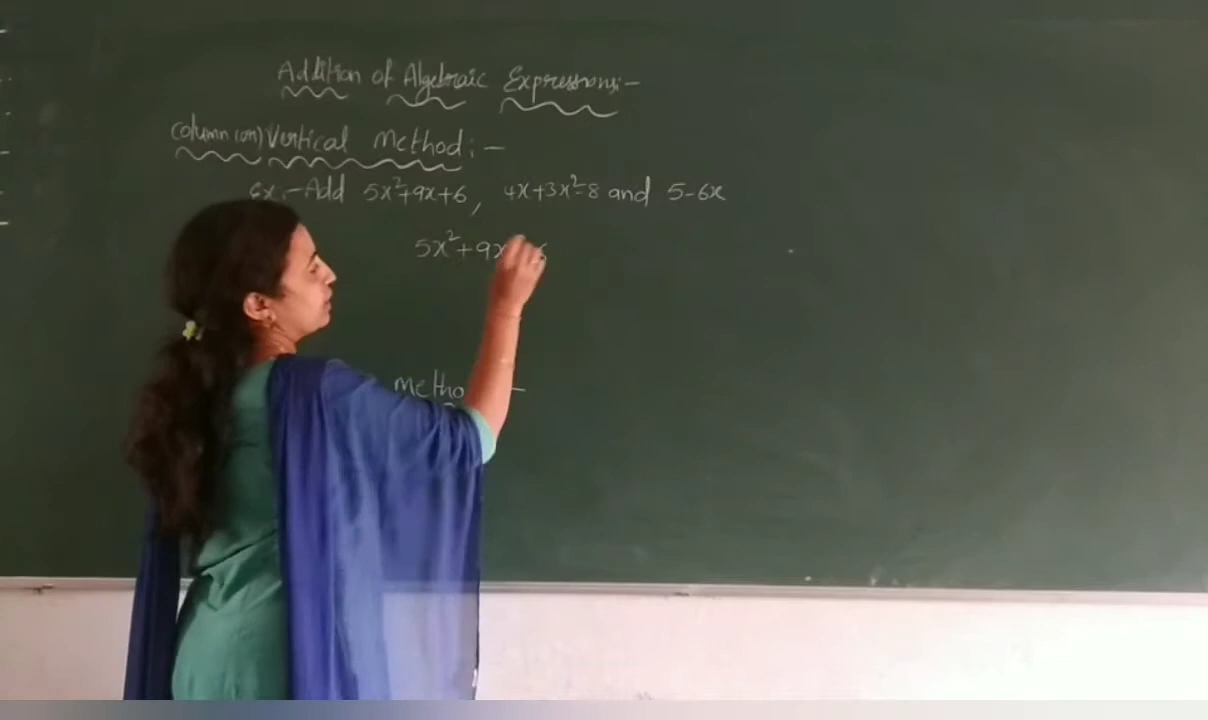 Addition of Algebraic Expressions:-
Column (or) Vertical Method:-
Ex:- Add 5x²+9x+6, 4x+3x²-8 and 5-6x
5x²+9x 6
Metho -